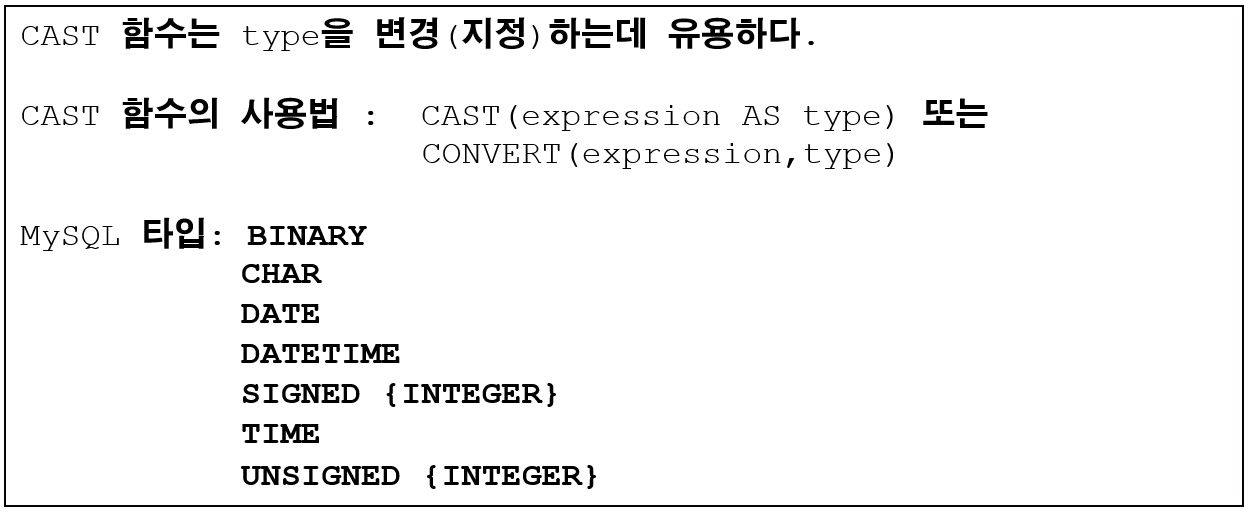 CAST 함수는 type을 변경(지정)하는데 유용하다.
CAST 함수의 사용법 : CAST(expression AS type) 또는
CONVERT(expression,type)
MySQL 타입: BINARY
CHAR
DATE
DATETIME
SIGNED {INTEGER}
TIME
UNSIGNED {INTEGER}